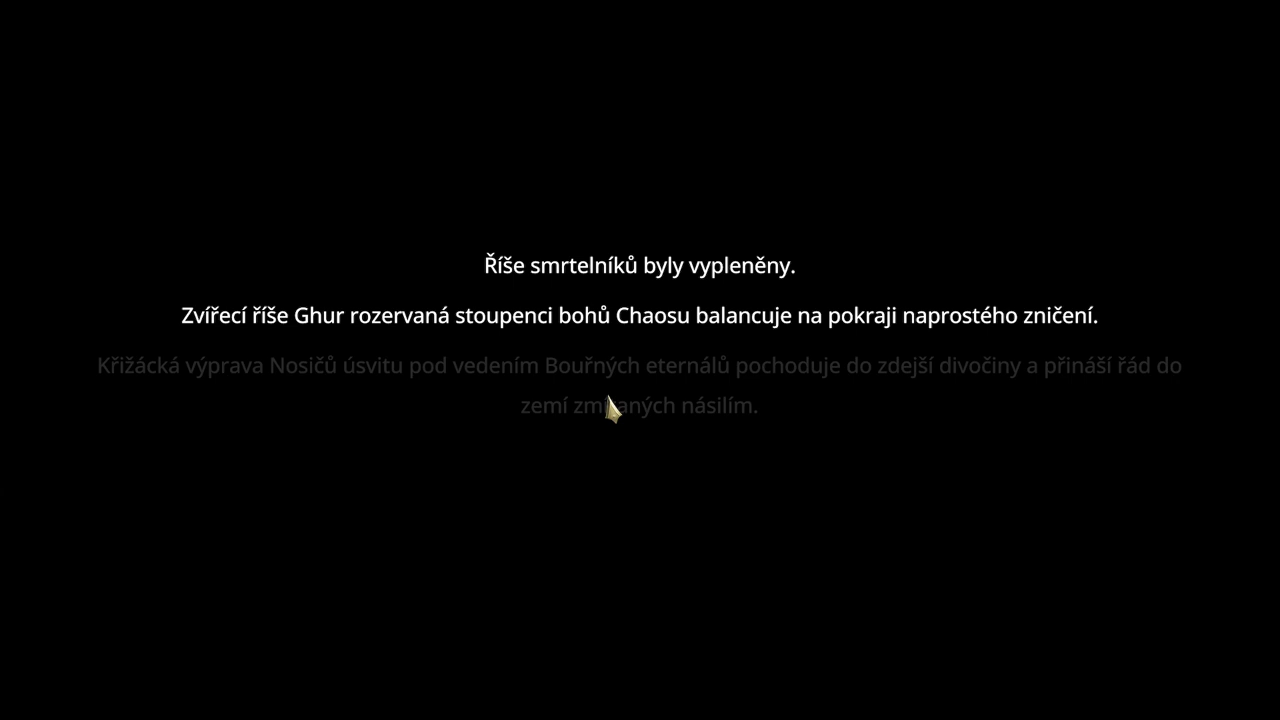 Říše smrtelníků byly vypleněny.
Zvířecí říše Ghur rozervaná stoupenci bohů Chaosu balancuje na pokraji naprostého zničení.
Křižácká výprava Nosičů úsvitu pod vedením Bouřných eternálů pochoduje do zdejší divočiny a přináší řád do
zemí zmítaných násilím.